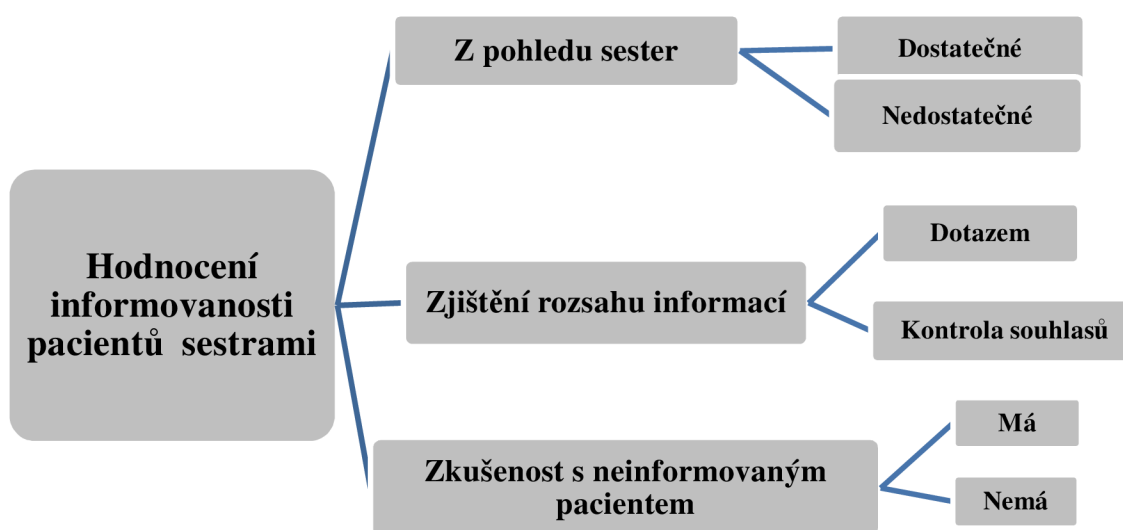 Hodnocení
informovanosti
pacientů sestrami
Z pohledu sester
Dostatečné
Nedostatečné
Zjištění rozsahu informací
Dotazem
Kontrola souhlasů
Zkušenost s neinformovaným
pacientem
Má
Nemá